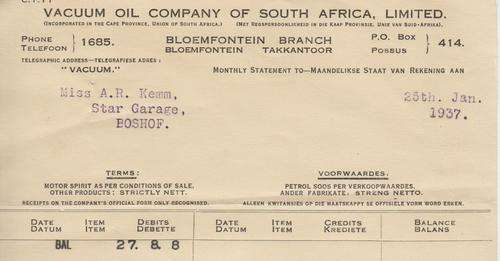 VACUUM OIL COMPANY OF SOUTH AFRICA, LIMITED.
(INCORPORATED IN THE CAPE PROVINCE, UNION OF SOUTH AFRICA.) (MET BEPERKTE AANSPREEKLIKHEID IN DIE KAAP PROVINSIE, UNIE VAN SUID-AFRIKA).
PHONE TELEFOON } 1685. BLOEMFONTEIN BRANCH BLOEMFONTEIN TAKKANTOOR P.O. BOX POSBUS } 414.
TELEGRAPHIC ADDRESS—TELEGRAFIESE ADRES:
"VACUUM." MONTHLY STATEMENT TO—MAANDELIKSE STAAT VAN REKENING AAN
Miss A.R. Kemm, 25th. Jan.
Star Garage, 1937.
BOSHOF.
TERMS: VOORWAARDES.
MOTOR SPIRIT AS PER CONDITIONS OF SALE. PETROL SOOS PER VERKOOPWAARDES.
OTHER PRODUCTS; STRICTLY NETT. ANDER FABRIKATE. STRENG NETTO.
RECEIPTS ON THE COMPANY'S OFFICIAL FORM ONLY RECOGNISED. ALLEEN KWITANSIES OP DIE MAATSKAPPY SE OFFISIËLE VORM WORD ERKEN.
DATE ITEM DEBITS DATE ITEM CREDITS BALANCE
DATUM ITEM DEBETTE DATUM ITEM KREDIETE BALANS
BAL 27. 8. 8